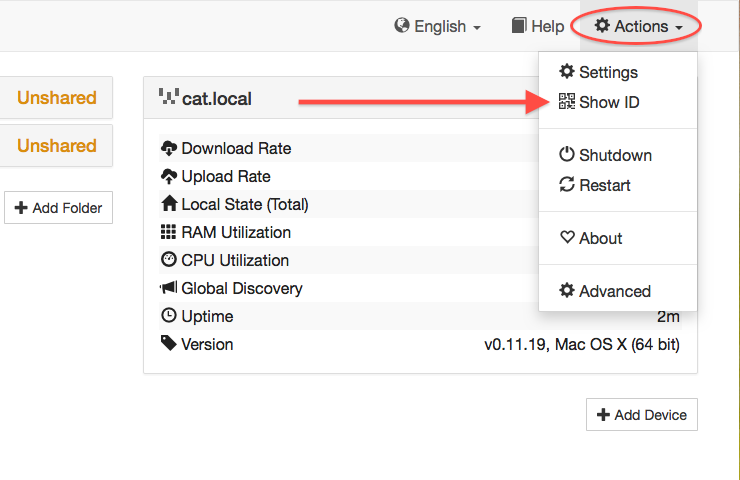 English Help Actions
Settings
Show ID
Shutdown
Restart
About
Advanced
Unshared
Unshared
Add Folder
cat.local
Download Rate
Upload Rate
Local State (Total)
RAM Utilization
CPU Utilization
Global Discovery
Uptime 2m
Version v0.11.19, Mac OS X (64 bit)
Add Device